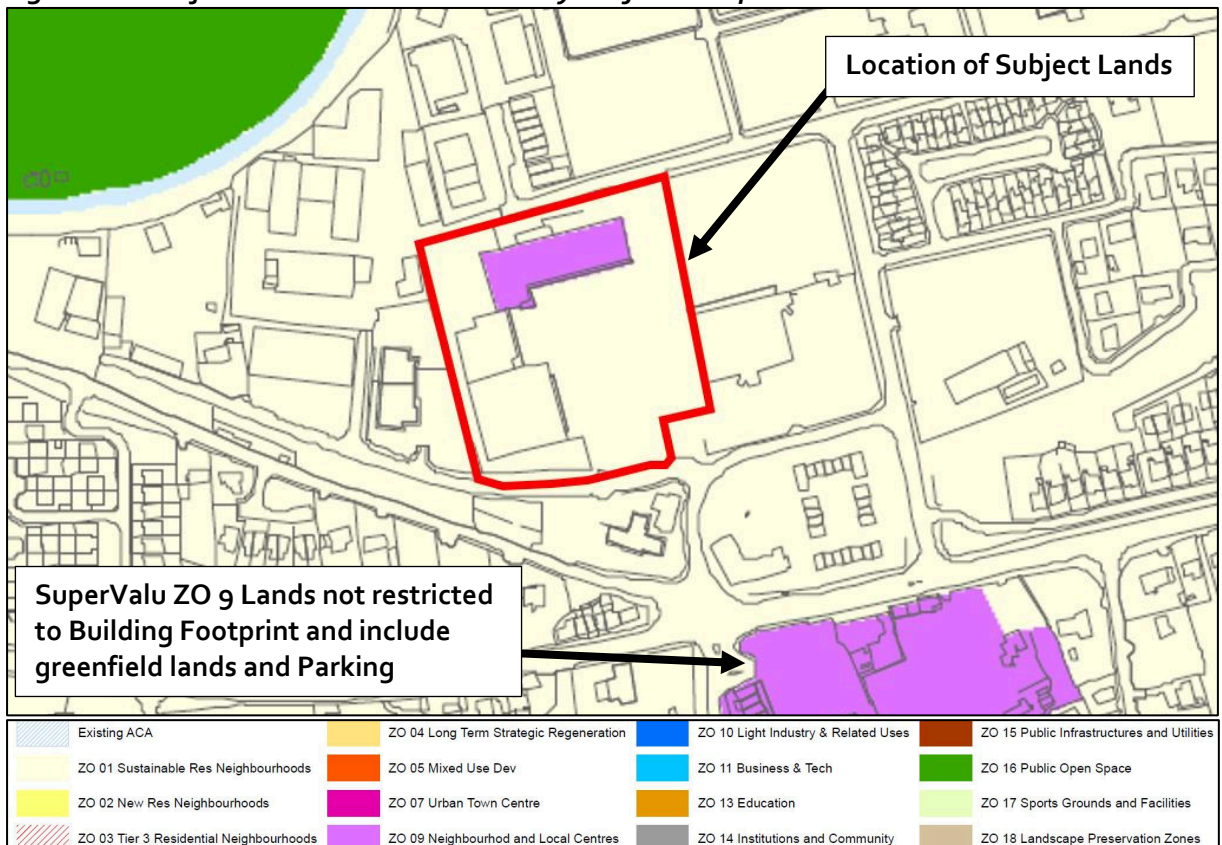 Location of Subject Lands
SuperValu ZO 9 Lands not restricted
to Building Footprint and include
greenfield lands and Parking
Existing ACA
ZO 04 Long Term Strategic Regeneration
ZO 10 Light Industry & Related Uses
ZO 15 Public Infrastructures and Utilities
ZO 01 Sustainable Res Neighbourhoods
ZO 05 Mixed Use Dev
ZO 11 Business & Tech
ZO 16 Public Open Space
ZO 02 New Res Neighbourhoods
ZO 07 Urban Town Centre
ZO 13 Education
ZO 17 Sports Grounds and Facilities
ZO 03 Tier 3 Residential Neighbourhoods
ZO 09 Neighbourhod and Local Centres
ZO 14 Institutions and Community
ZO 18 Landscape Preservation Zones